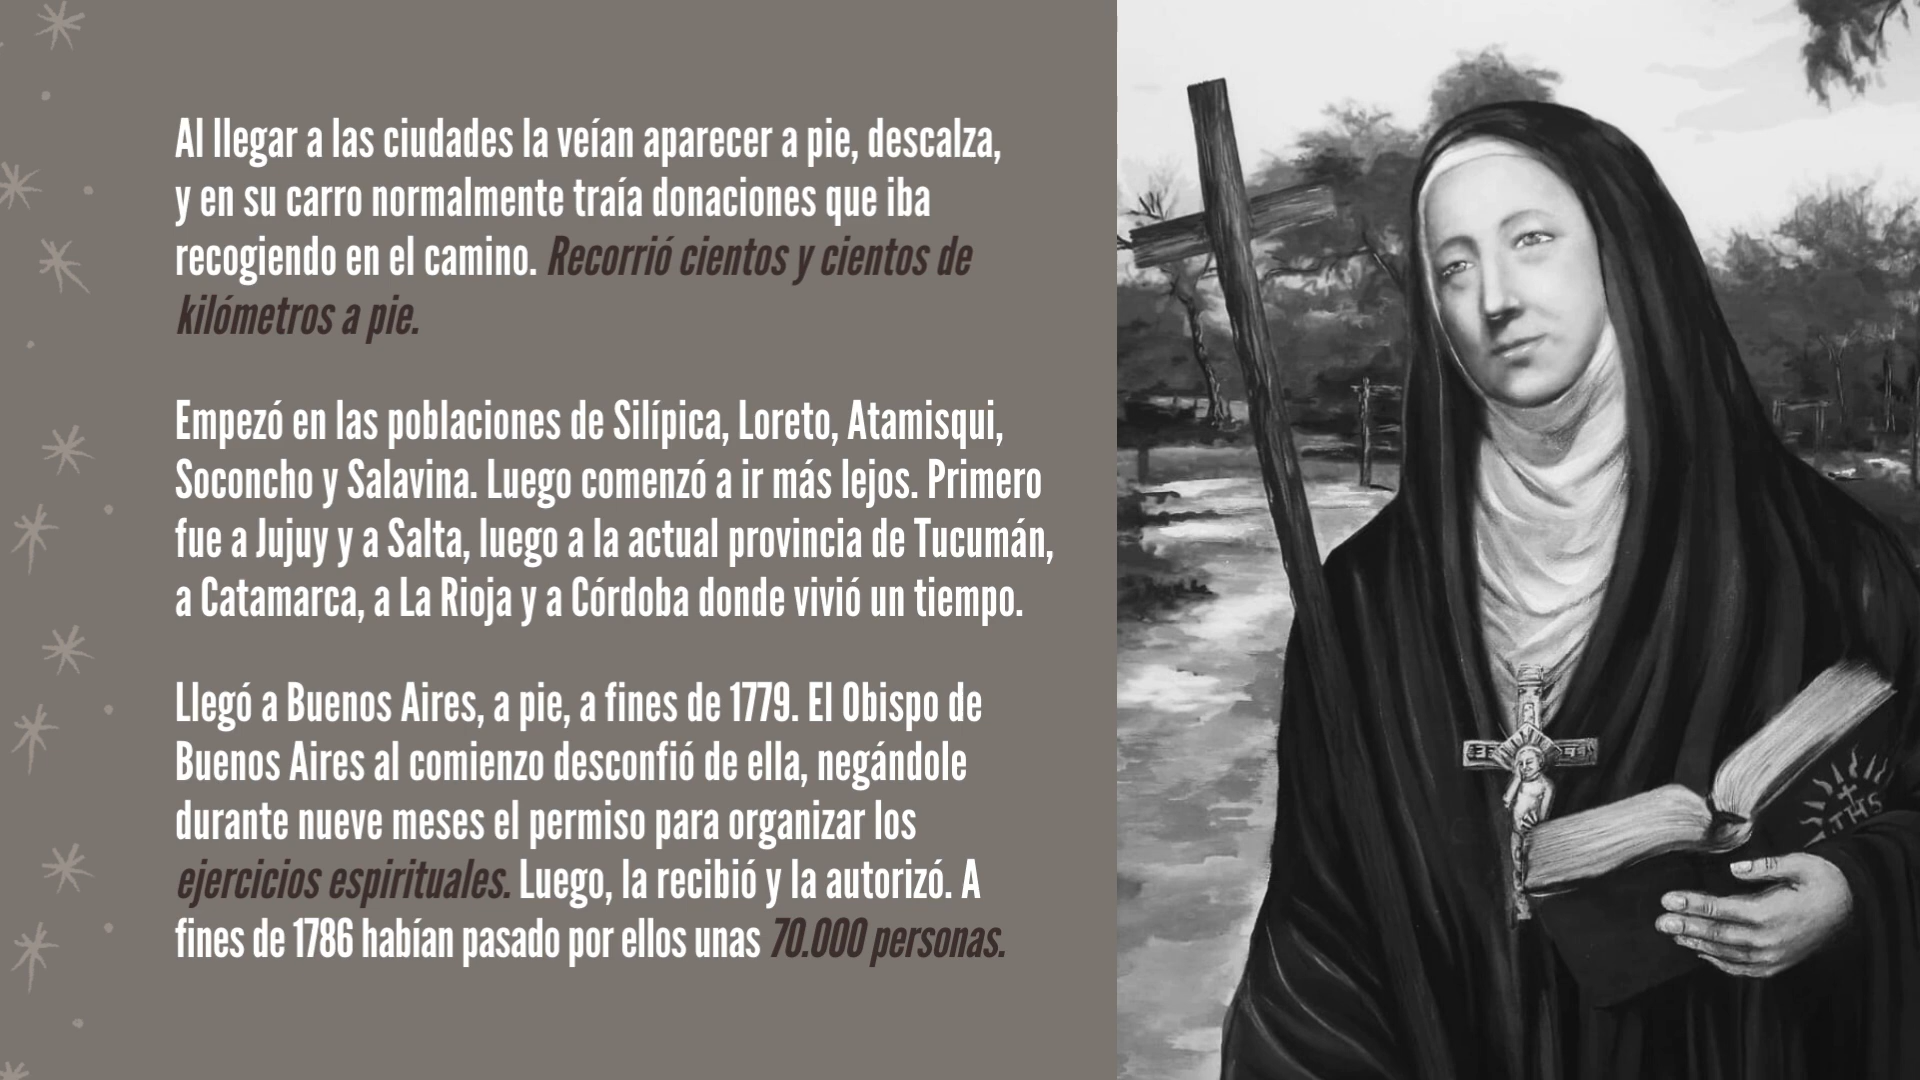 Al llegar a las ciudades la veían aparecer a pie, descalza,
y en su carro normalmente traía donaciones que iba
recogiendo en el camino. Recorrió cientos y cientos de
kilómetros a pie.
Empezó en las poblaciones de Silípica, Loreto, Atamisqui,
Soconcho y Salavina. Luego comenzó a ir más lejos. Primero
fue a Jujuy y a Salta, luego a la actual provincia de Tucumán,
a Catamarca, a La Rioja y a Córdoba donde vivió un tiempo.
Llegó a Buenos Aires, a pie, a fines de 1779. El Obispo de
Buenos Aires al comienzo desconfió de ella, negándole
durante nueve meses el permiso para organizar los
ejercicios espirituales. Luego, la recibió y la autorizó. A
fines de 1786 habían pasado por ellos unas 70.000 personas.
JHS